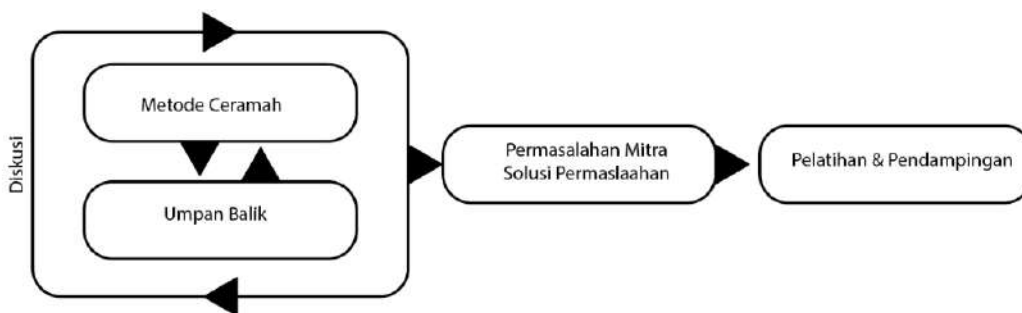 Diskusi
Metode Ceramah
Umpan Balik
Permasalahan Mitra
Solusi Permaslaahan
Pelatihan & Pendampingan